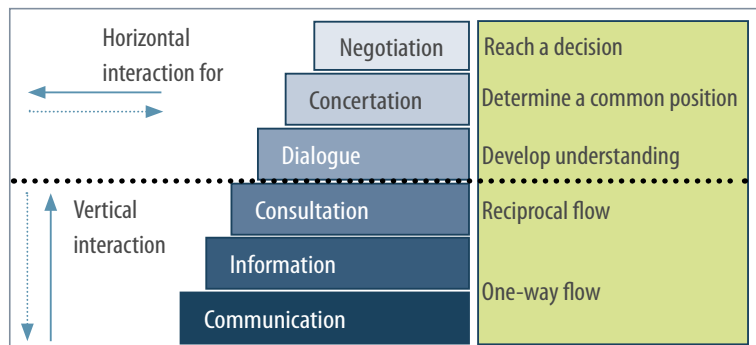 Horizontal
interaction for
Negotiation
Reach a decision
Concertation
Determine a common position
Dialogue
Develop understanding
Vertical
interaction
Consultation
Reciprocal flow
Information
One-way flow
Communication